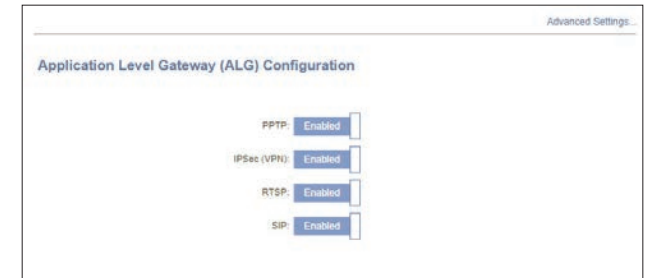 Advanced Settings...
Application Level Gateway (ALG) Configuration
PPTP: Enabled
IPSec (VPN): Enabled
RTSP: Enabled
SIP: Enabled